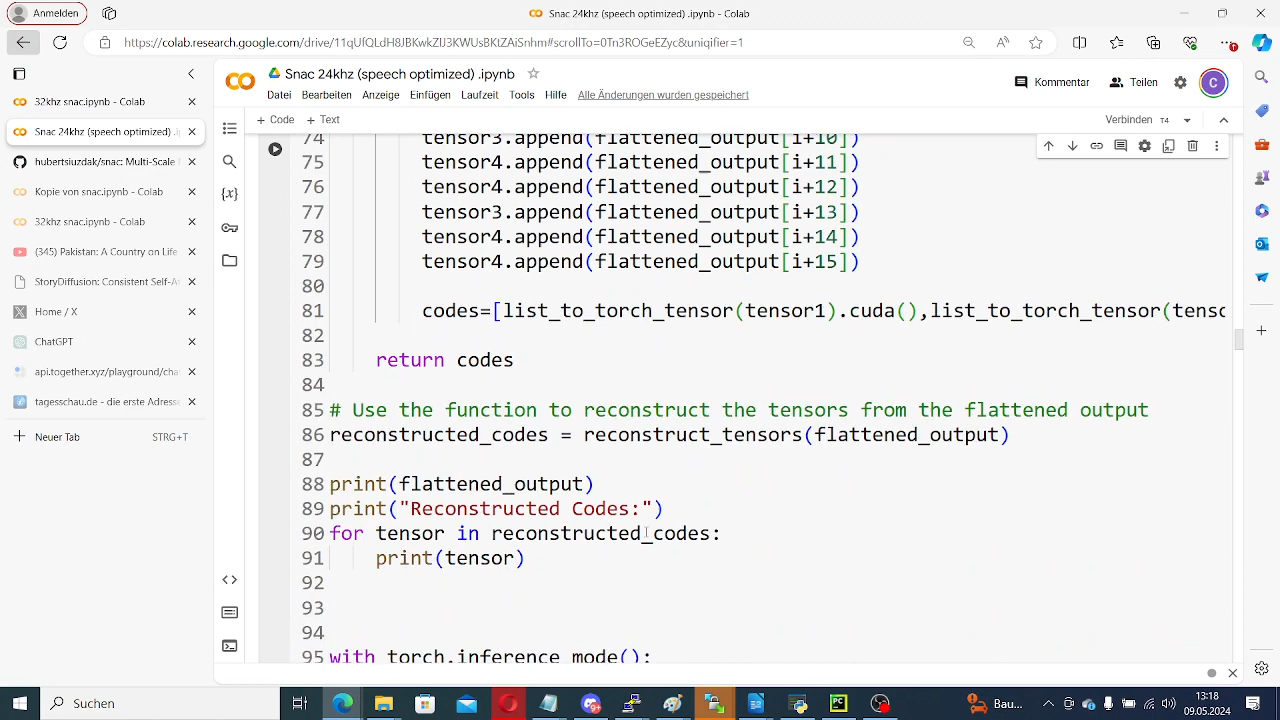 Anmelden
Snac 24khz (speech optimized) .ipynb - Colab
https://colab.research.google.com/drive/11qUfQLdH8JBKwkZlJ3KWUsBKtZAiSnhm#scrollTo=0Tn3ROGeEZyc&uniqifier=1
32khz snac.ipynb - Colab
Snac 24khz (speech optimized) .i
hubertsiuzdak/snac: Multi-Scale
Kopie von snac.ipynb - Colab
32khz snac.ipynb - Colab
(345) Pakistan: A Country on Life
StoryDiffusion: Consistent Self-A
Home / X
ChatGPT
api.together.xyz/playground/cha
tagesschau.de - die erste Adress
Neuer Tab
STRG+T
Snac 24khz (speech optimized) .ipynb
Datei Bearbeiten Anzeige Einfügen Laufzeit Tools Hilfe Alle Änderungen wurden gespeichert
Kommentar Teilen C
+ Code + Text
Verbinden T4
74 tensor3.append(flattened_output[i+10])
75 tensor4.append(flattened_output[i+11])
76 tensor4.append(flattened_output[i+12])
77 tensor3.append(flattened_output[i+13])
78 tensor4.append(flattened_output[i+14])
79 tensor4.append(flattened_output[i+15])
80
81 codes=[list_to_torch_tensor(tensor1).cuda(),list_to_torch_tensor(tenso
82
83 return codes
84
85 # Use the function to reconstruct the tensors from the flattened output
86 reconstructed_codes = reconstruct_tensors(flattened_output)
87
88 print(flattened_output)
89 print("Reconstructed Codes:")
90 for tensor in reconstructed_codes:
91 print(tensor)
92
93
94
95 with torch.inference_mode():
Suche
Bau...
13:18
09.05.2024